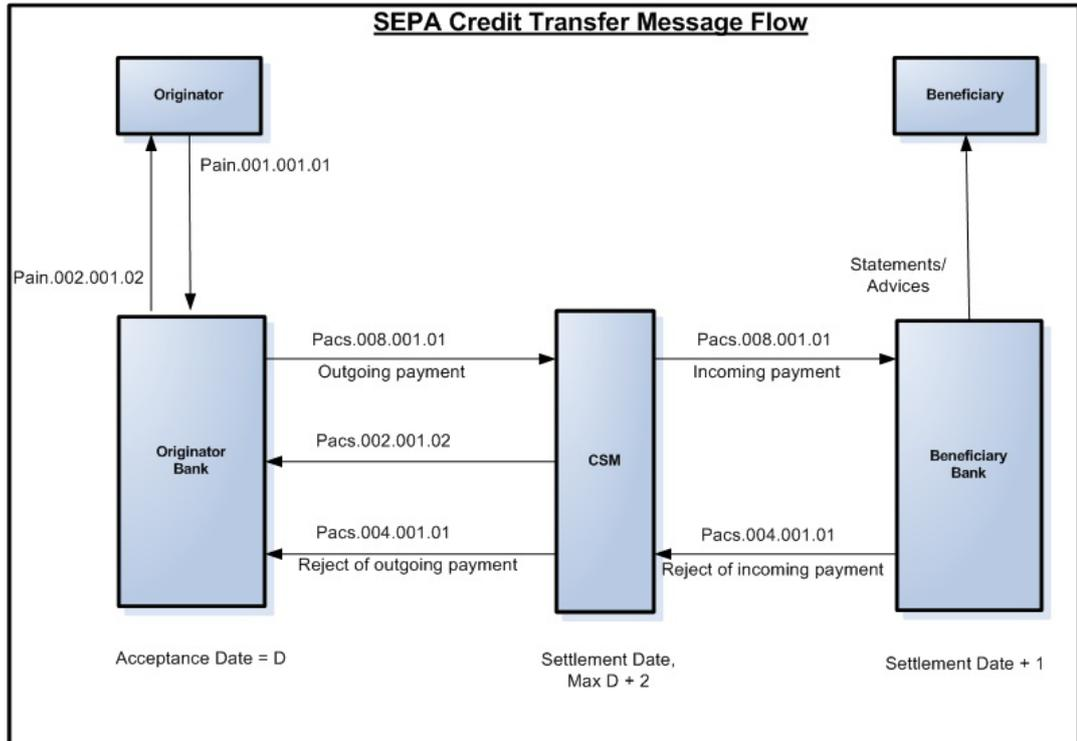 SEPA Credit Transfer Message Flow
Originator
Beneficiary
Pain.001.001.01
Pain.002.001.02
Statements/
Advices
Pacs.008.001.01
Outgoing payment
Pacs.008.001.01
Incoming payment
Pacs.002.001.02
Originator
Bank
CSM
Beneficiary
Bank
Pacs.004.001.01
Reject of outgoing payment
Pacs.004.001.01
Reject of incoming payment
Acceptance Date = D
Settlement Date,
Max D + 2
Settlement Date + 1